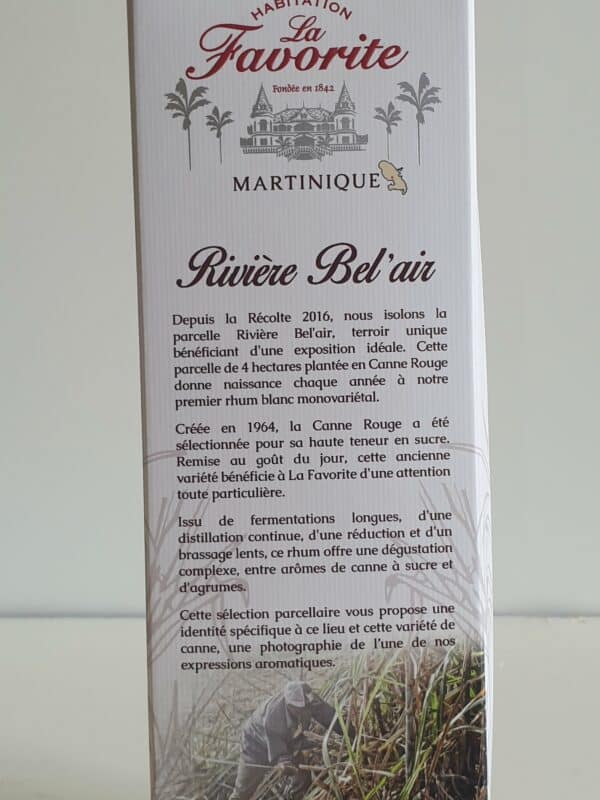 HABITATION
La
Favorite
Fondée en 1842
MARTINIQUE
Rivière Bel'air
Depuis la Récolte 2016, nous isolons la
parcelle Rivière Bel'air, terroir unique
bénéficiant d'une exposition idéale. Cette
parcelle de 4 hectares plantée en Canne Rouge
donne naissance chaque année à notre
premier rhum blanc monovariétal.
Créée en 1964, la Canne Rouge a été
sélectionnée pour sa haute teneur en sucre.
Remise au goût du jour, cette ancienne
variété bénéficie à La Favorite d'une attention
toute particulière.
Issu de fermentations longues, d'une
distillation continue, d'une réduction et d'un
brassage lents, ce rhum offre une dégustation
complexe, entre arômes de canne à sucre et
d'agrumes.
Cette sélection parcellaire vous propose une
identité spécifique à ce lieu et cette variété de
canne, une photographie de l'une de nos
expressions aromatiques.